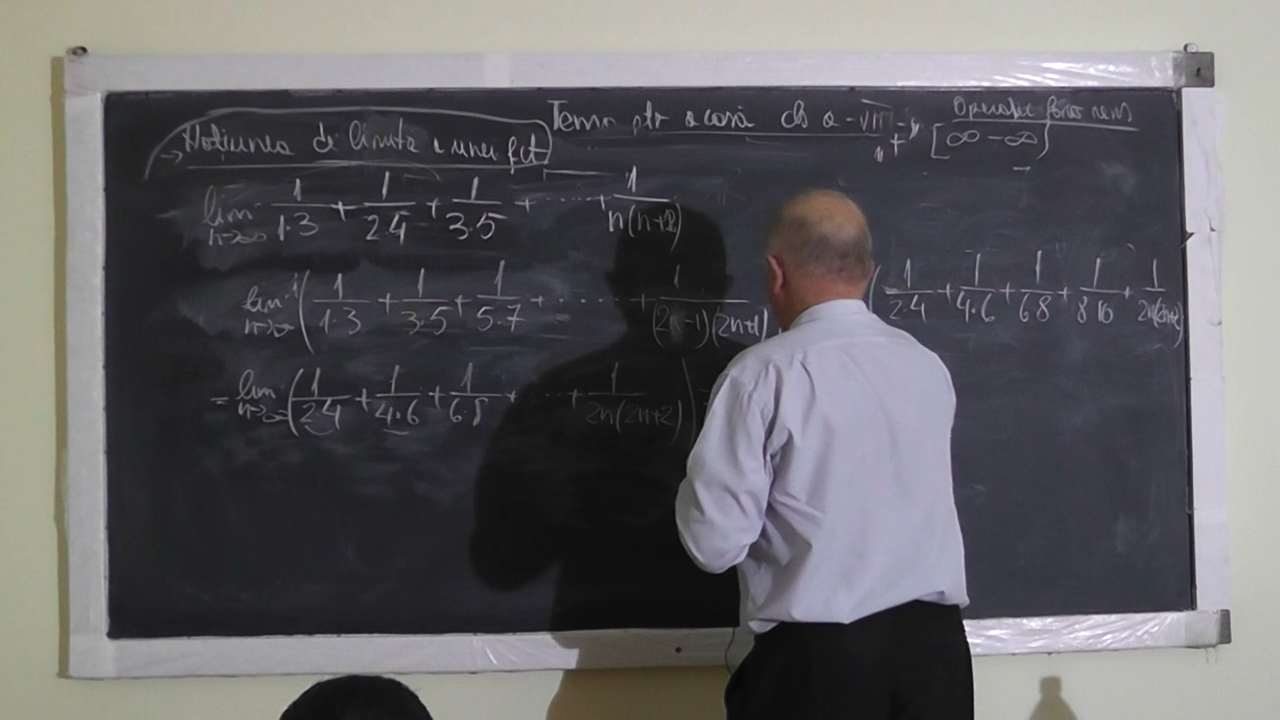 Tema ptr acasă cls a -VII-a
Operație fără sens
→ Noțiunea de limita a unei fct
[∞ - ∞]
lim n→∞ 1/1·3 + 1/2·4 + 1/3·5 + ..... + 1/n(n+2)
lim n→∞ (1/1·3 + 1/3·5 + 1/5·7 + ..... + 1/(2n-1)(2n+1) (1/2·4 + 1/4·6 + 1/6·8 + 1/8·10 + 1/2n(2n+2)
= lim n→∞ (1/2·4 + 1/4·6 + 1/6·8 + ... + 1/2n(2n+2)) =